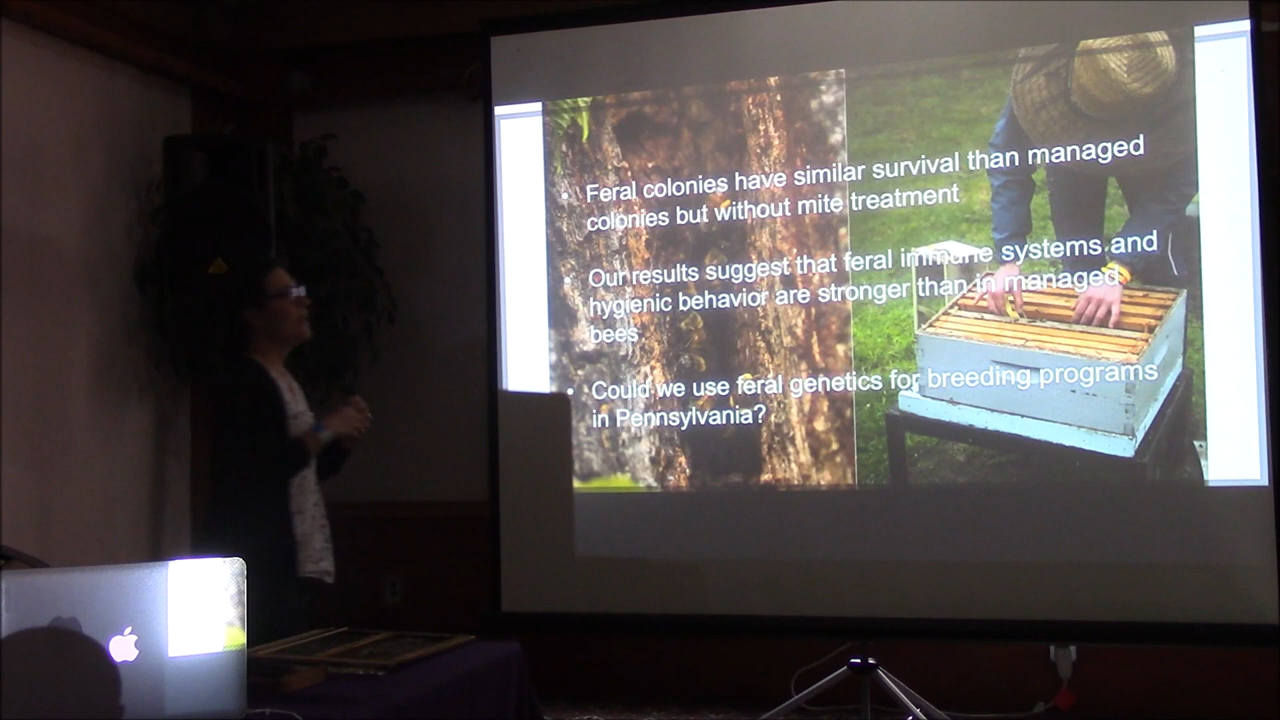 • Feral colonies have similar survival than managed
colonies but without mite treatment
• Our results suggest that feral immune systems and
hygienic behavior are stronger than in managed
bees
• Could we use feral genetics for breeding programs
in Pennsylvania?